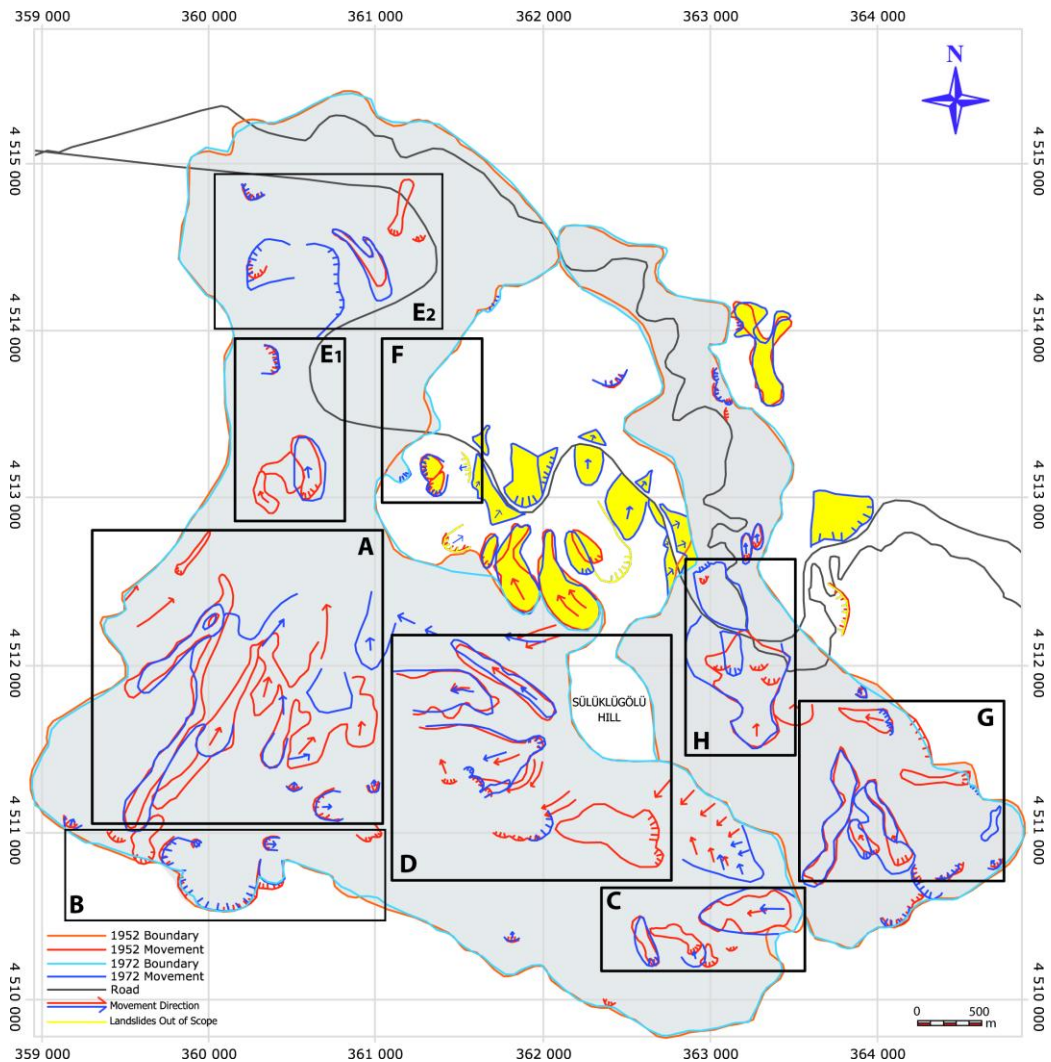 359 000 360 000 361 000 362 000 363 000 364 000
N
4 515 000 4 515 000
E2
4 514 000 4 514 000
E1 F
4 513 000 4 513 000
A
4 512 000 4 512 000
SÜLÜKLÜGÖLÜ
HILL
H G
4 511 000 4 511 000
D
B C
1952 Boundary
1952 Movement
1972 Boundary
1972 Movement
Road
Movement Direction
Landslides Out of Scope
4 510 000 4 510 000
0 500
m
359 000 360 000 361 000 362 000 363 000 364 000